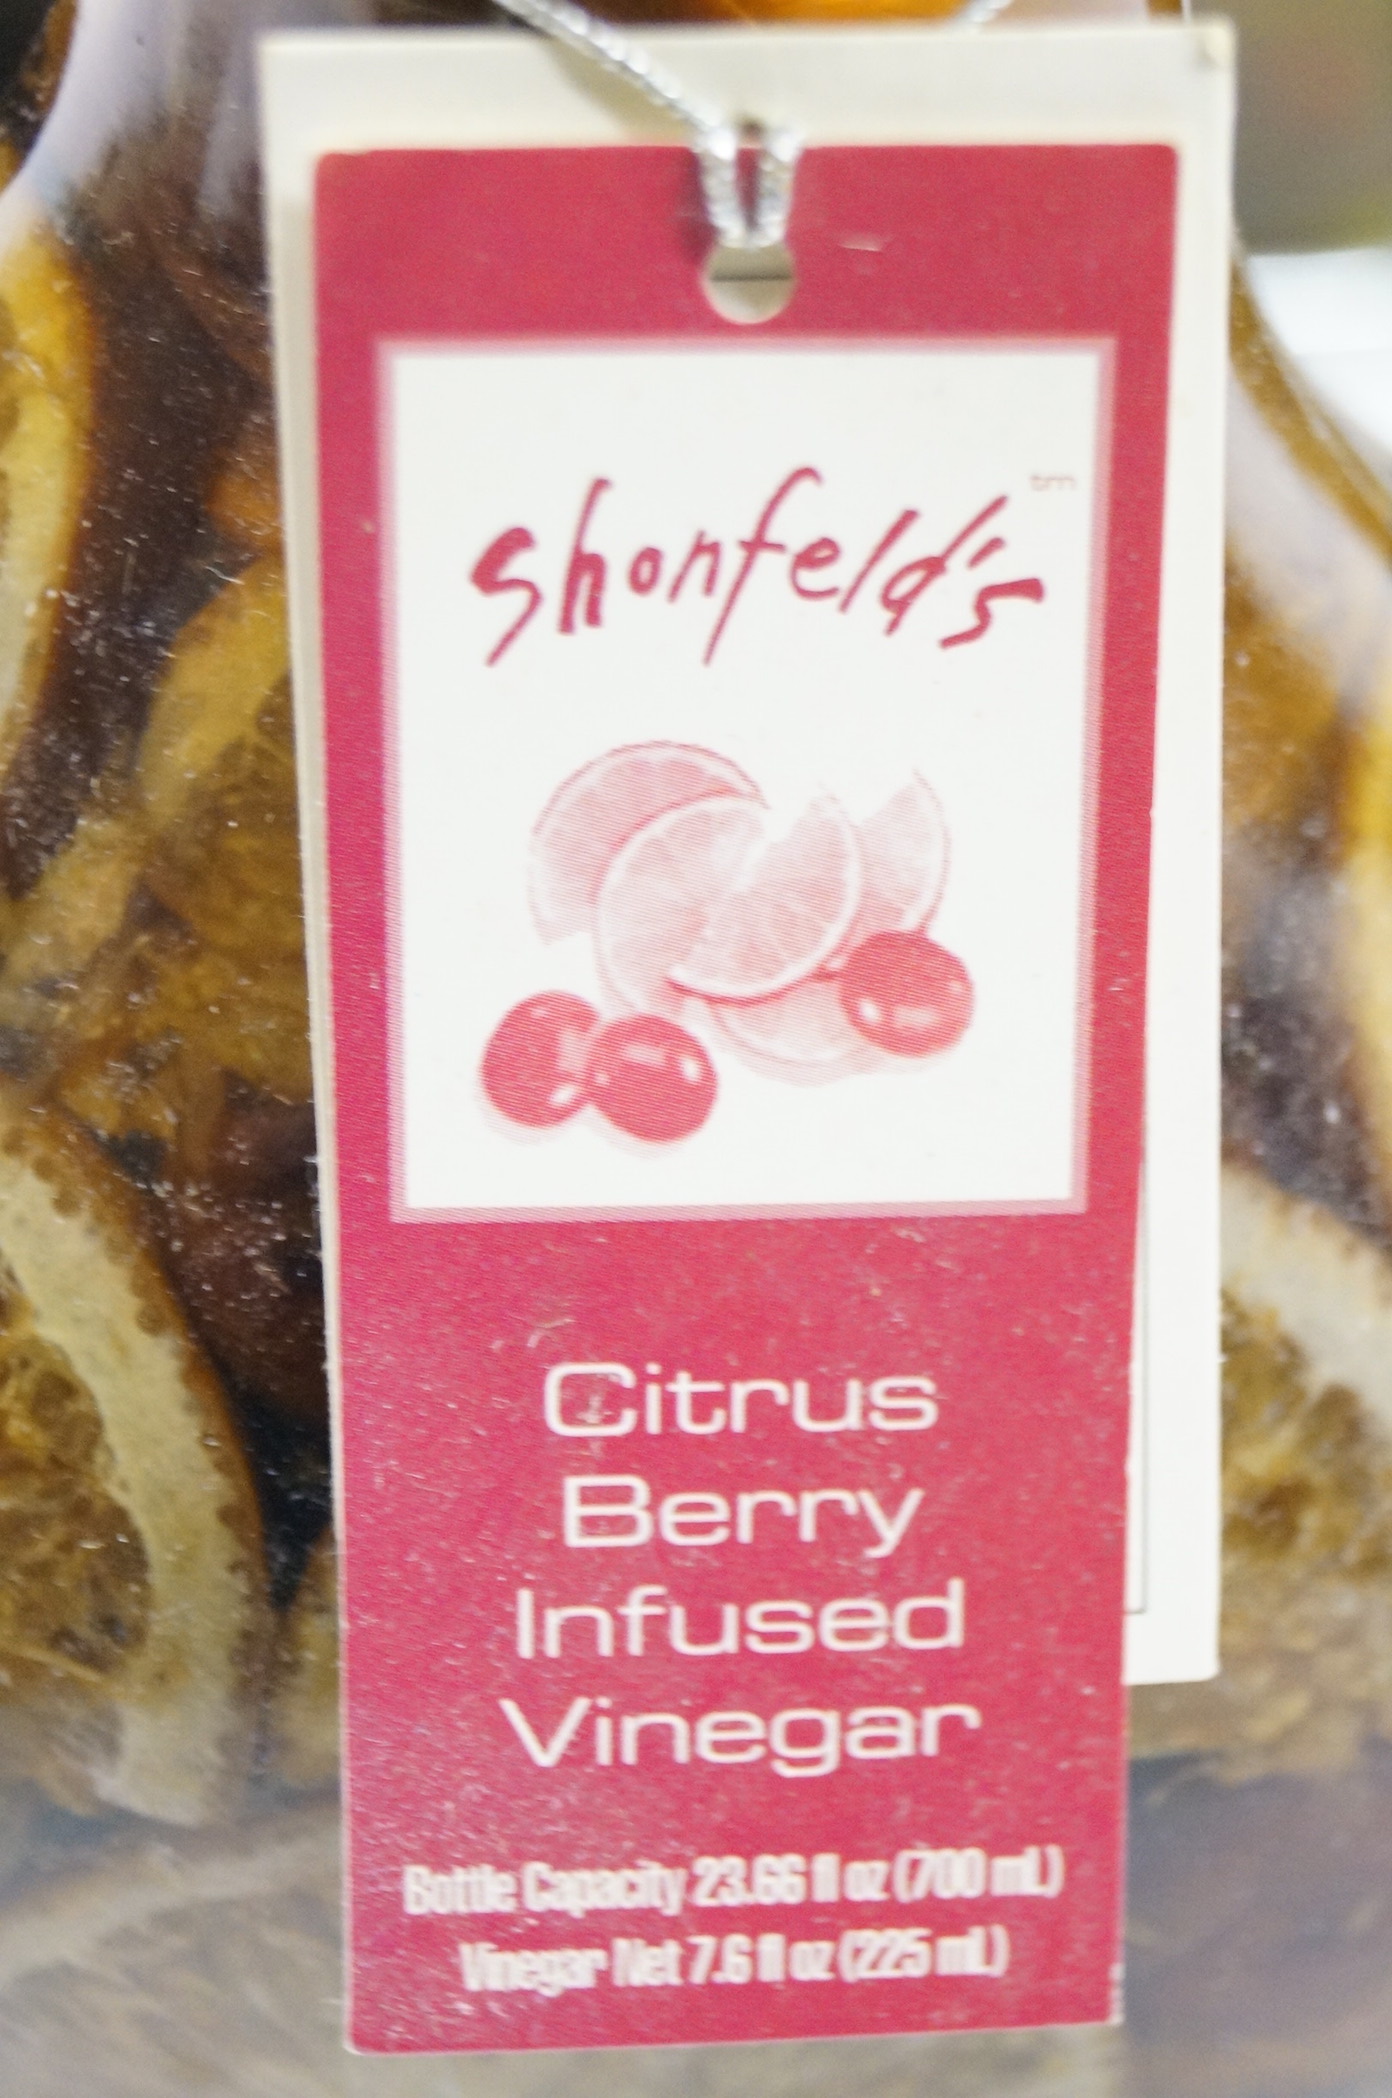 shonfeld's tm
Citrus
Berry
Infused
Vinegar
Bottle Capacity 23.66 fl oz (700 mL)
Vinegar Net 7.6 fl oz (225 mL)